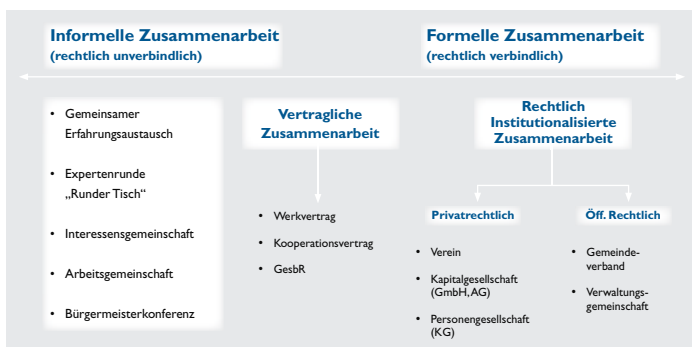 Informelle Zusammenarbeit
(rechtlich unverbindlich)
Formelle Zusammenarbeit
(rechtlich verbindlich)
• Gemeinsamer
Erfahrungsaustausch
• Expertenrunde
„Runder Tisch“
• Interessensgemeinschaft
• Arbeitsgemeinschaft
• Bürgermeisterkonferenz
Vertragliche
Zusammenarbeit
• Werkvertrag
• Kooperationsvertrag
• GesbR
Rechtlich
Institutionalisierte
Zusammenarbeit
Privatrechtlich
• Verein
• Kapitalgesellschaft
(GmbH, AG)
• Personengesellschaft
(KG)
Öff. Rechtlich
• Gemeinde-
verband
• Verwaltungs-
gemeinschaft